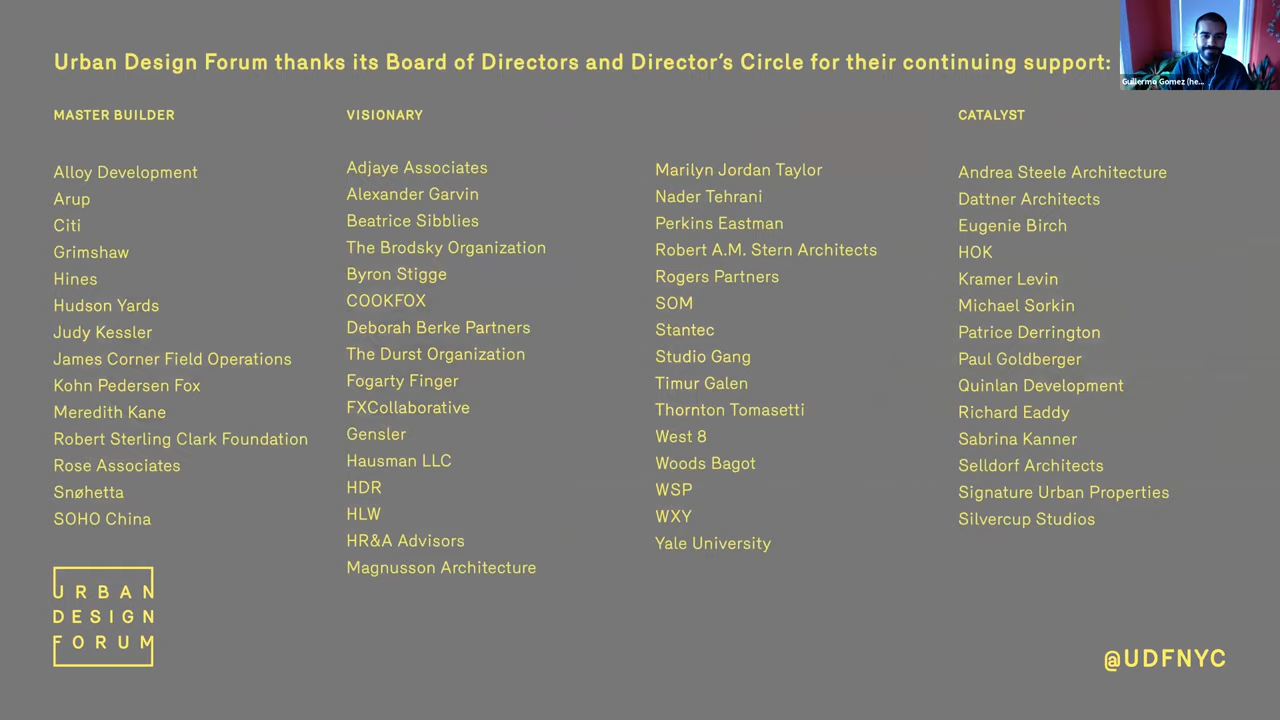 Urban Design Forum thanks its Board of Directors and Director's Circle for their continuing support:
Guillermo Gomez (he...
MASTER BUILDER
Alloy Development
Arup
Citi
Grimshaw
Hines
Hudson Yards
Judy Kessler
James Corner Field Operations
Kohn Pedersen Fox
Meredith Kane
Robert Sterling Clark Foundation
Rose Associates
Snøhetta
SOHO China
VISIONARY
Adjaye Associates
Alexander Garvin
Beatrice Sibblies
The Brodsky Organization
Byron Stigge
COOKFOX
Deborah Berke Partners
The Durst Organization
Fogarty Finger
FXCollaborative
Gensler
Hausman LLC
HDR
HLW
HR&A Advisors
Magnusson Architecture
Marilyn Jordan Taylor
Nader Tehrani
Perkins Eastman
Robert A.M. Stern Architects
Rogers Partners
SOM
Stantec
Studio Gang
Timur Galen
Thornton Tomasetti
West 8
Woods Bagot
WSP
WXY
Yale University
CATALYST
Andrea Steele Architecture
Dattner Architects
Eugenie Birch
HOK
Kramer Levin
Michael Sorkin
Patrice Derrington
Paul Goldberger
Quinlan Development
Richard Eaddy
Sabrina Kanner
Selldorf Architects
Signature Urban Properties
Silvercup Studios
URBAN
DESIGN
FORUM
@UDFNYC